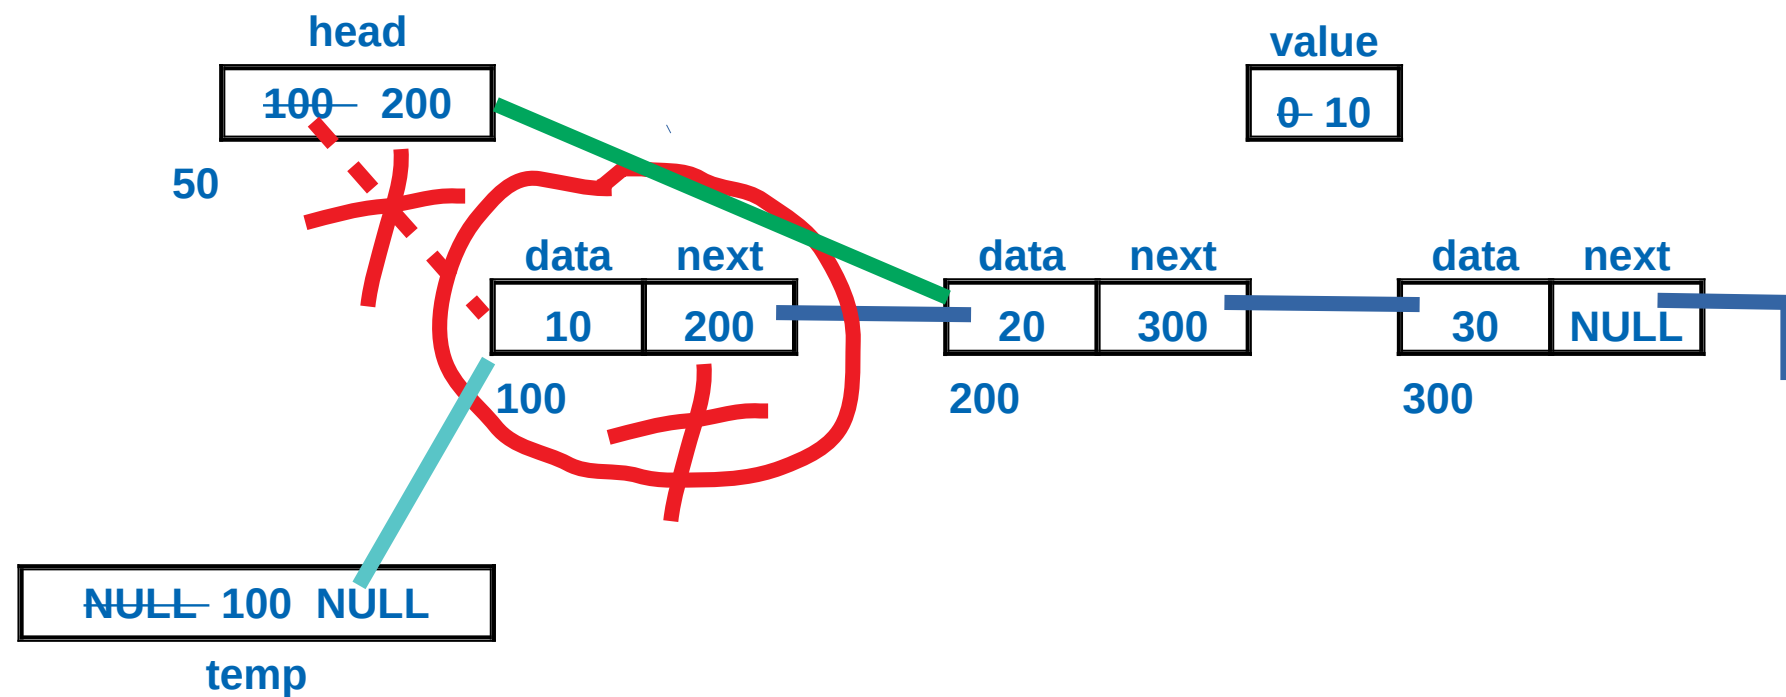 head
value
100 200
0 10
50
data next data next data next
10 200 20 300 30 NULL
100 200 300
NULL 100 NULL
temp